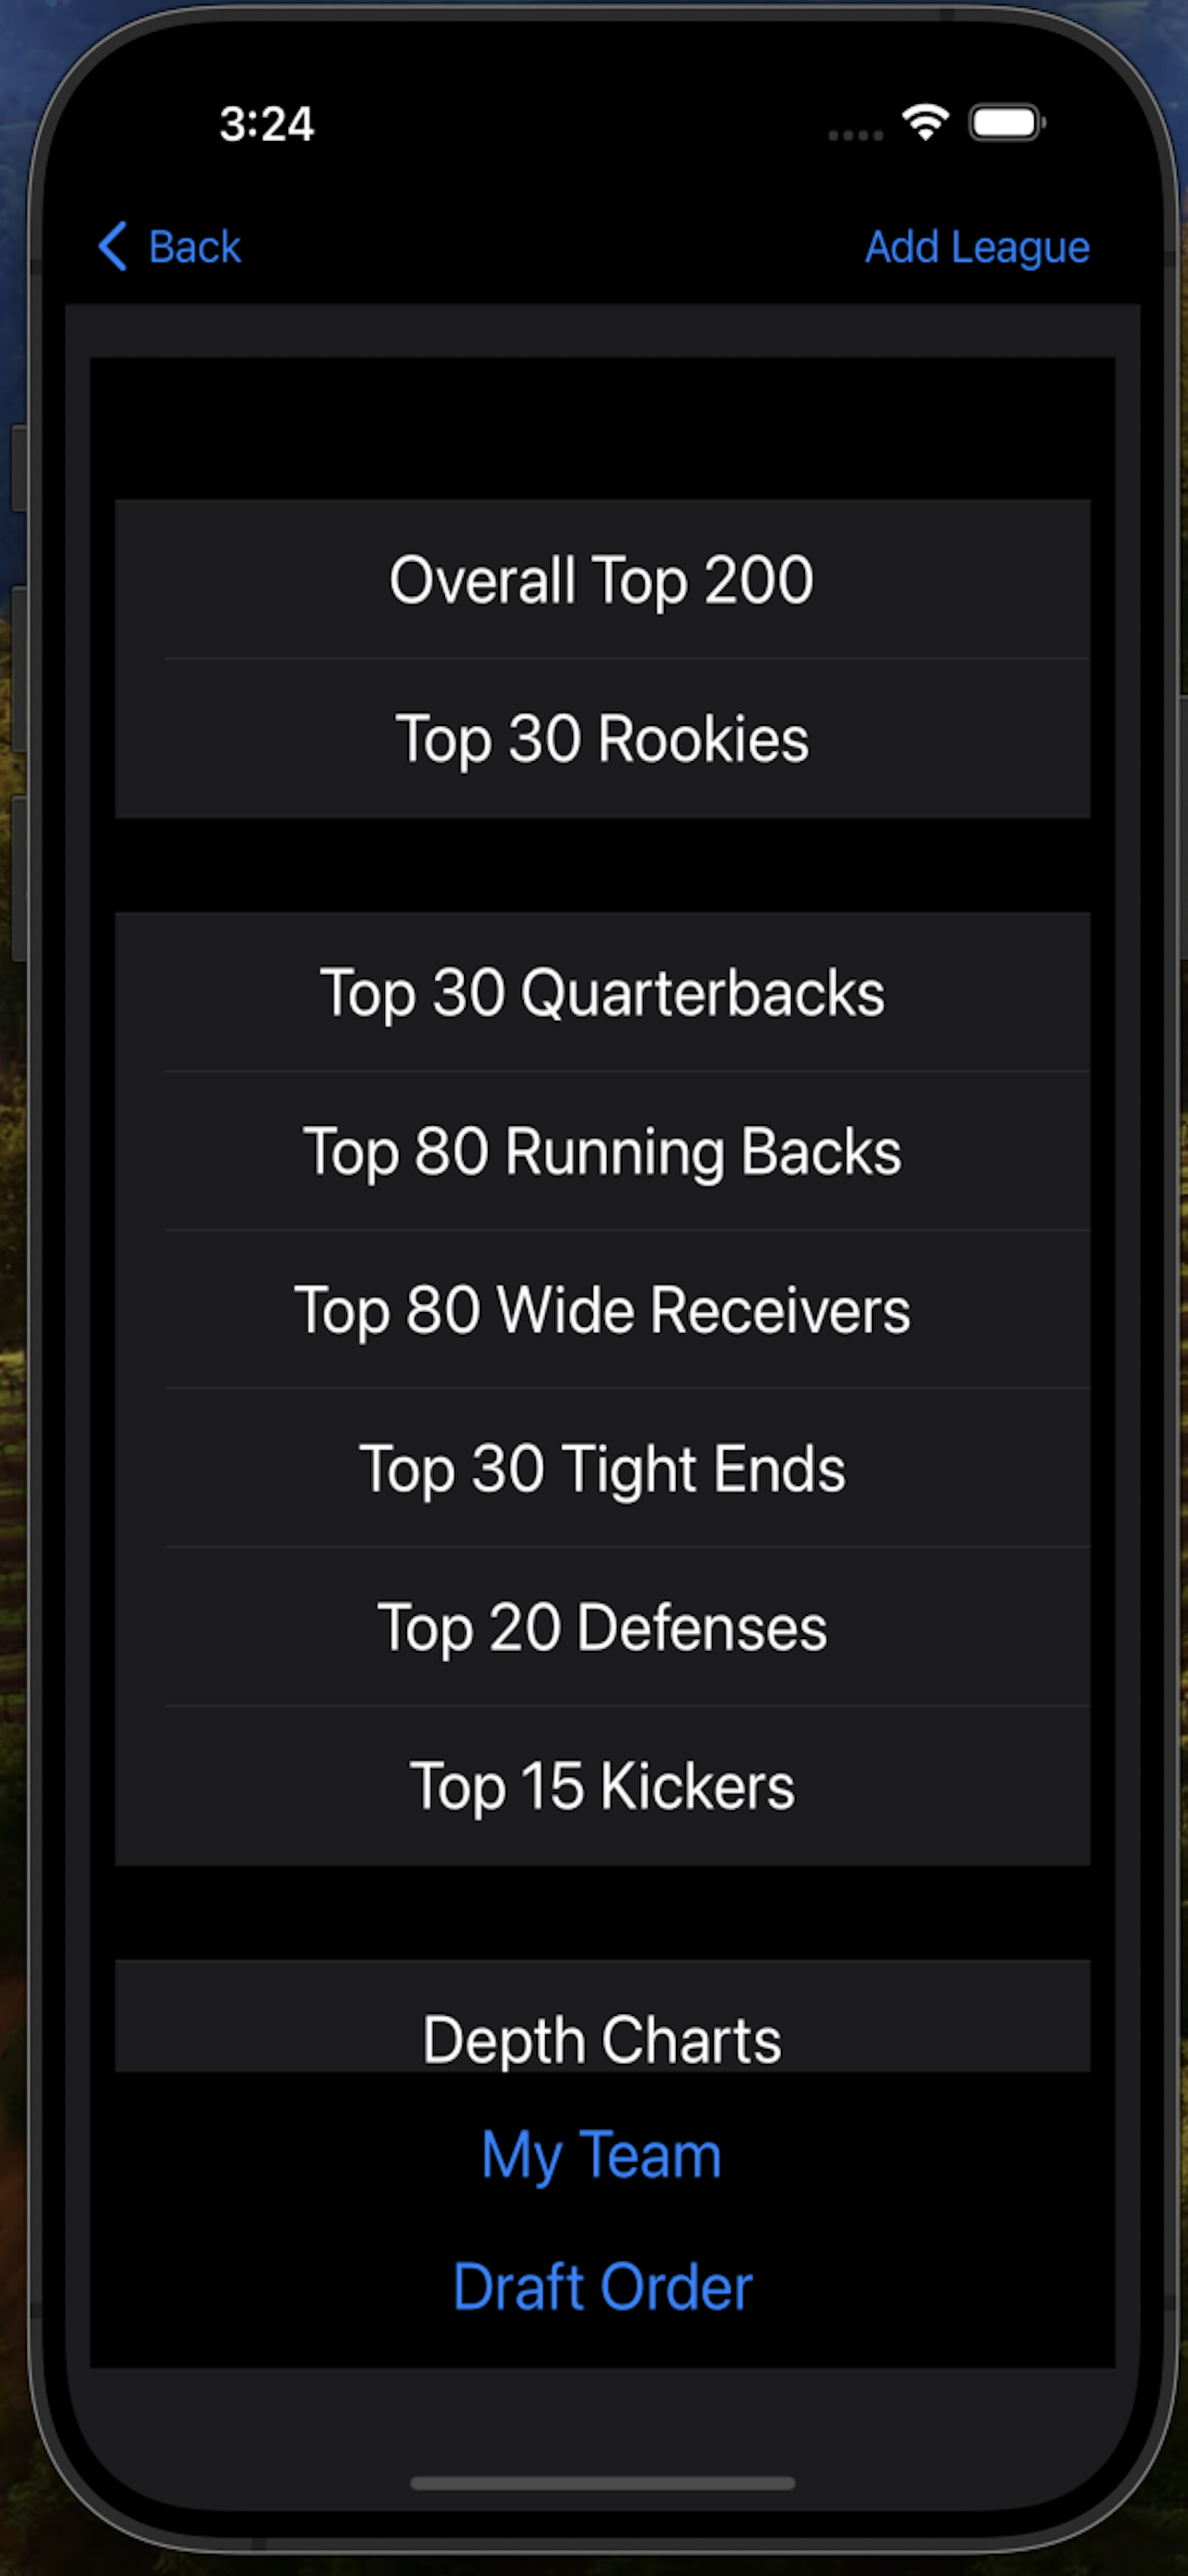 3:24
Back
Add League
Overall Top 200
Top 30 Rookies
Top 30 Quarterbacks
Top 80 Running Backs
Top 80 Wide Receivers
Top 30 Tight Ends
Top 20 Defenses
Top 15 Kickers
Depth Charts
My Team
Draft Order